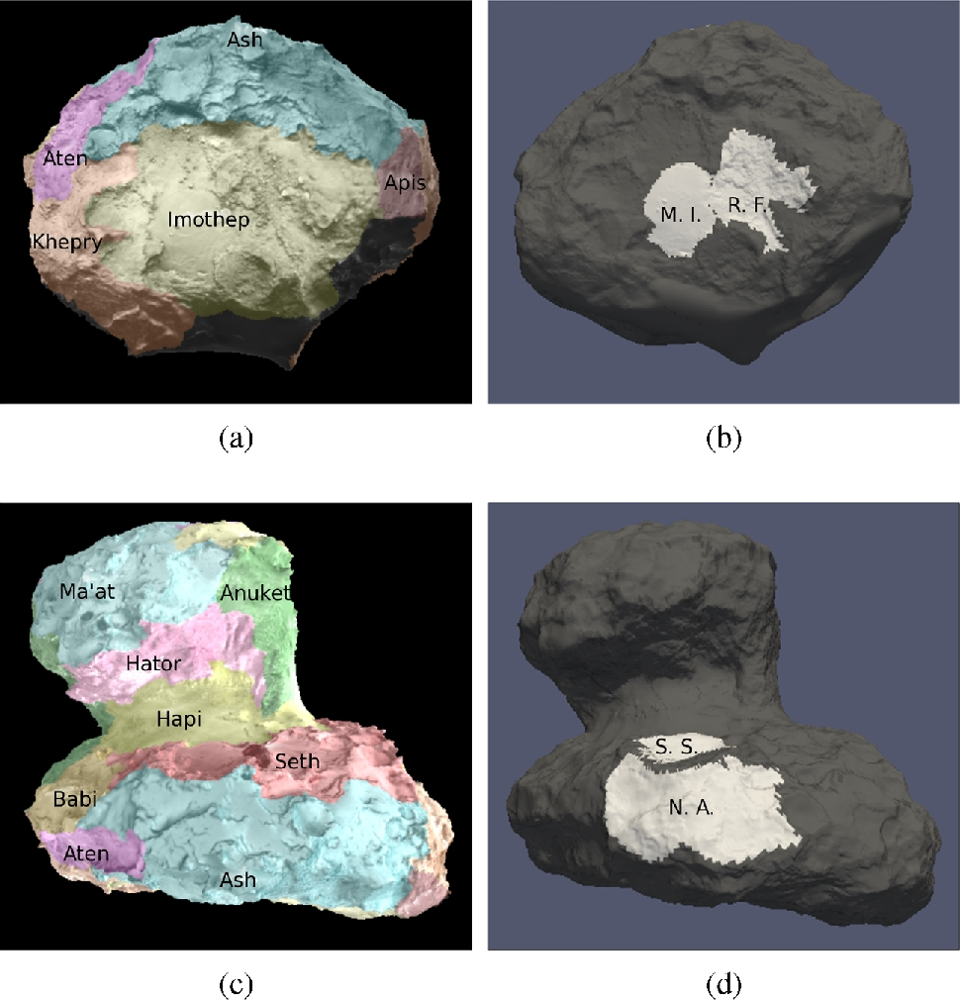 Ash
Aten
Apis
Imothep
Khepry
M. I.
R. F.
(a)
(b)
Ma'at
Anuket
Hator
Hapi
Seth
Babi
Aten
Ash
S. S.
N. A.
(c)
(d)